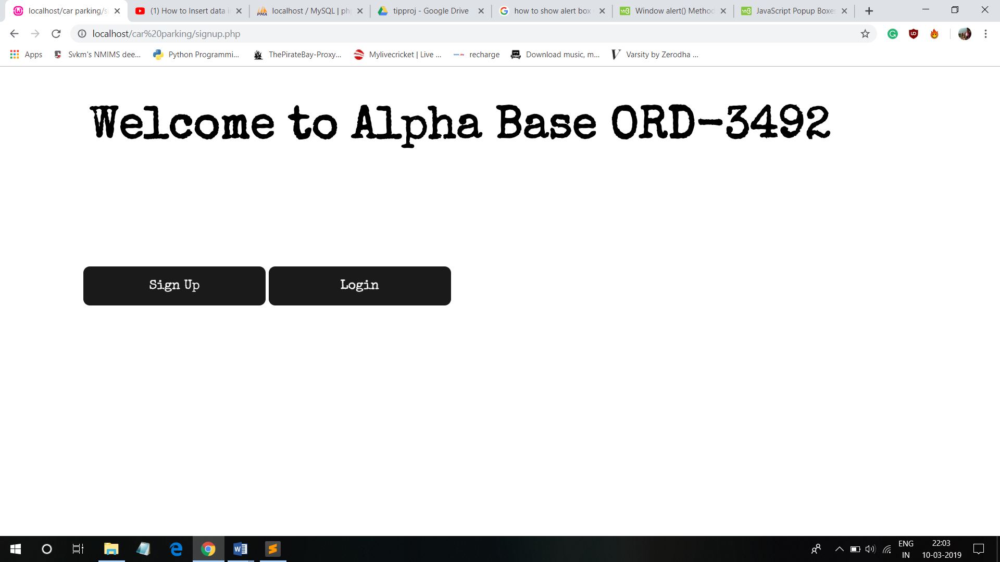 localhost/car parking/s
(1) How to Insert data i
localhost / MySQL | ph
tipproj - Google Drive
how to show alert box
Window alert() Metho
JavaScript Popup Boxe
localhost/car%20parking/signup.php
Apps
Svkm's NMIMS dee...
Python Programmi...
ThePirateBay-Proxy...
Mylivecricket | Live ...
recharge
Download music, m...
Varsity by Zerodha ...
Welcome to Alpha Base ORD-3492
Sign Up
Login
ENG
IN
22:03
10-03-2019